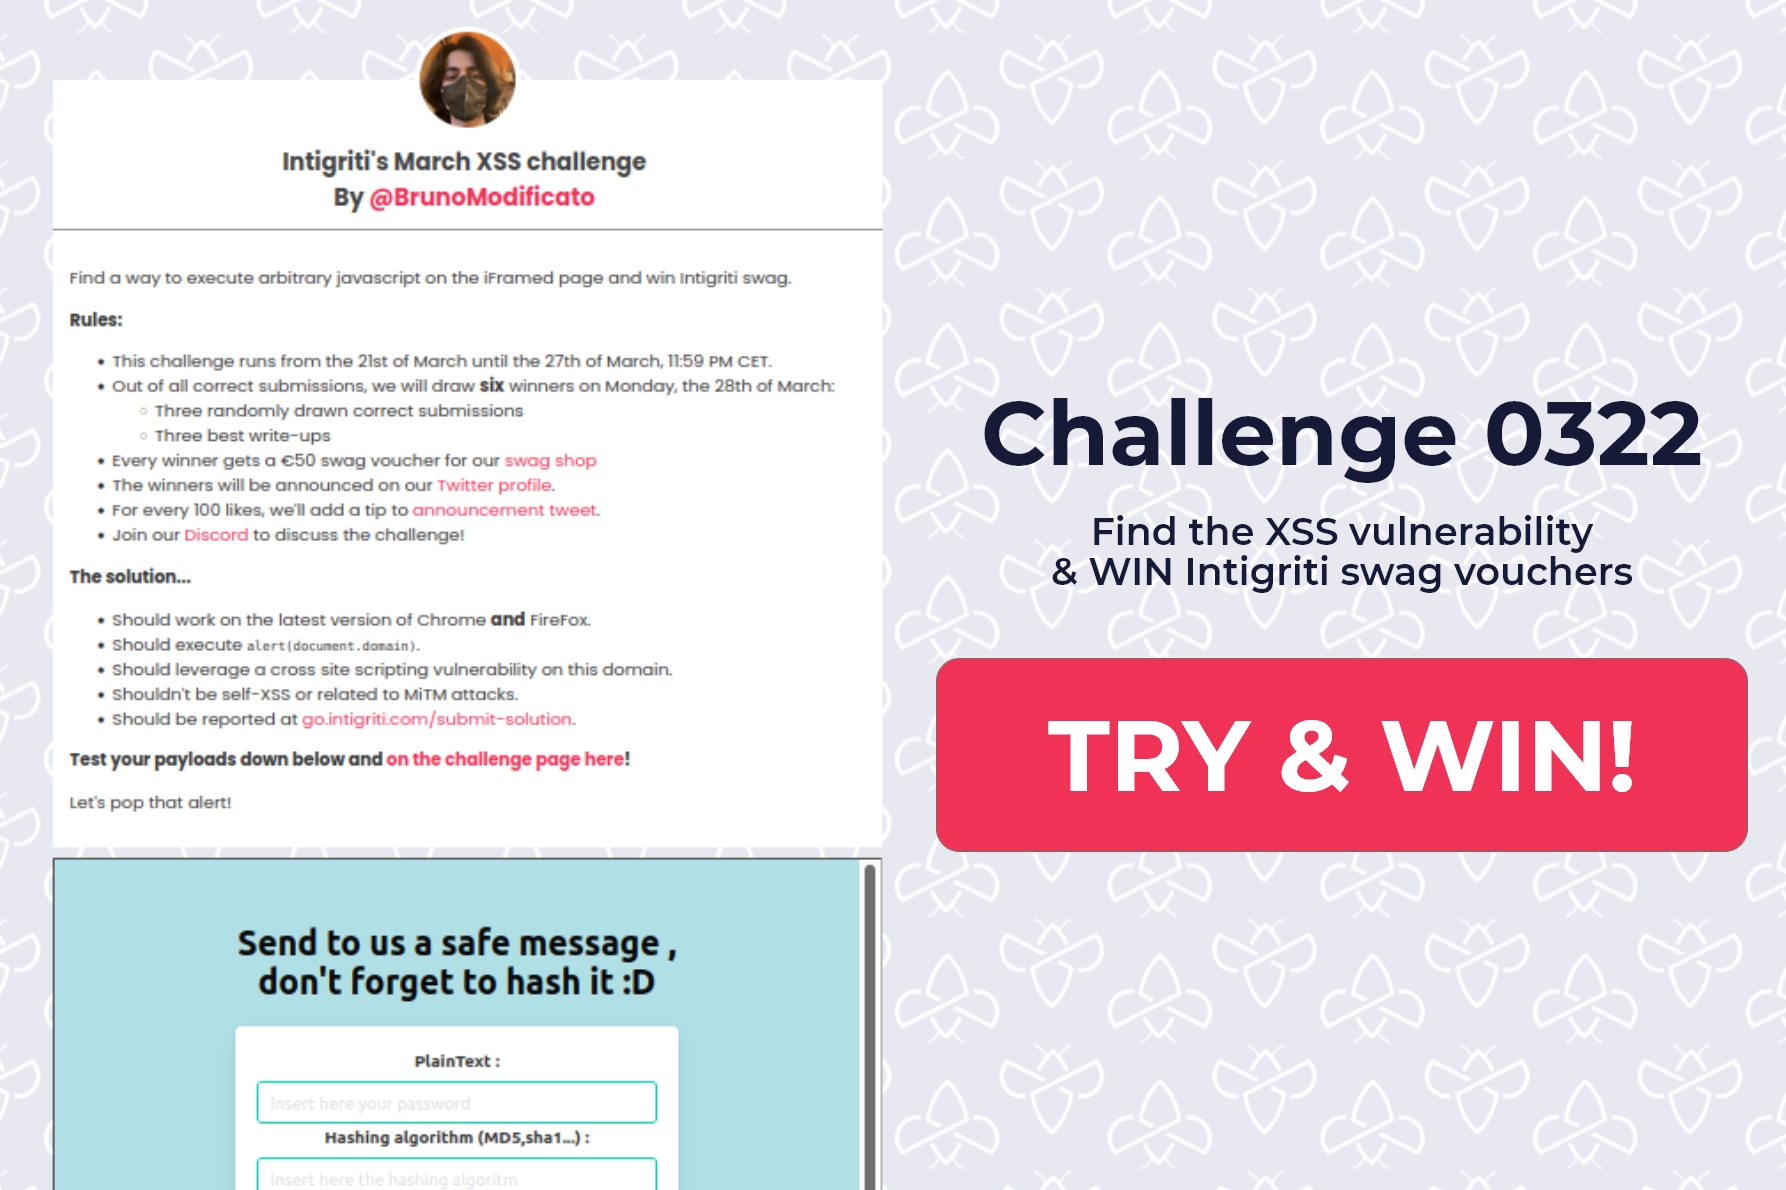 Intigriti's March XSS challenge
By @BrunoModificato
Find a way to execute arbitrary javascript on the iFramed page and win Intigriti swag.
Rules:
• This challenge runs from the 21st of March until the 27th of March, 11:59 PM CET.
• Out of all correct submissions, we will draw six winners on Monday, the 28th of March:
○ Three randomly drawn correct submissions
○ Three best write-ups
• Every winner gets a €50 swag voucher for our swag shop
• The winners will be announced on our Twitter profile.
• For every 100 likes, we'll add a tip to announcement tweet.
• Join our Discord to discuss the challenge!
The solution...
• Should work on the latest version of Chrome and FireFox.
• Should execute alert(document.domain).
• Should leverage a cross site scripting vulnerability on this domain.
• Shouldn't be self-XSS or related to MiTM attacks.
• Should be reported at go.intigriti.com/submit-solution.
Test your payloads down below and on the challenge page here!
Let's pop that alert!
Send to us a safe message ,
don't forget to hash it :D
PlainText :
Insert here your password
Hashing algorithm (MD5,sha1...) :
Insert here the hashing algoritm
Challenge 0322
Find the XSS vulnerability
& WIN Intigriti swag vouchers
TRY & WIN!